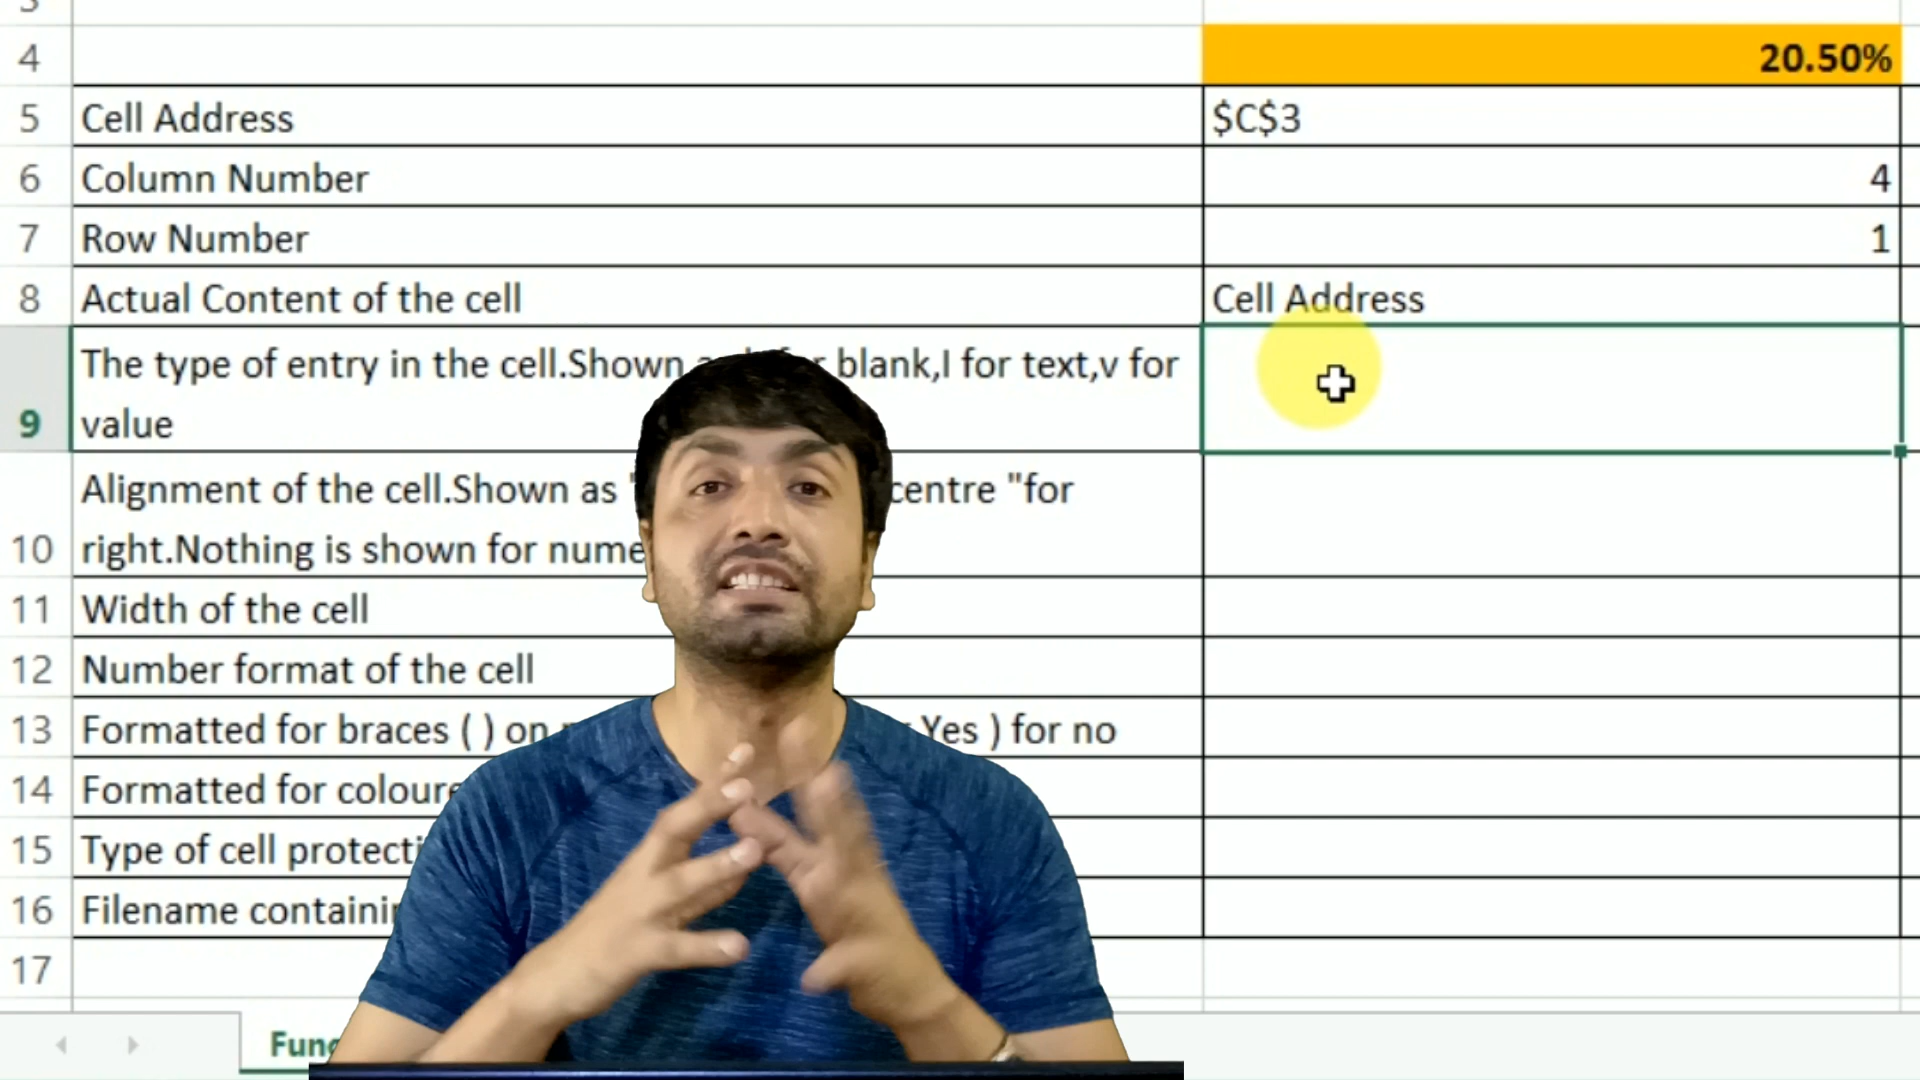 4 20.50%
5 Cell Address $C$3
6 Column Number 4
7 Row Number 1
8 Actual Content of the cell Cell Address
The type of entry in the cell.Shown blank,I for text,v for
9 value
Alignment of the cell.Shown as " centre "for
10 right.Nothing is shown for
11 Width of the cell
12 Number format of the cell
13 Formatted for braces ( ) on Yes ) for no
14 Formatted for
15 Type of cell
16 Filename
17